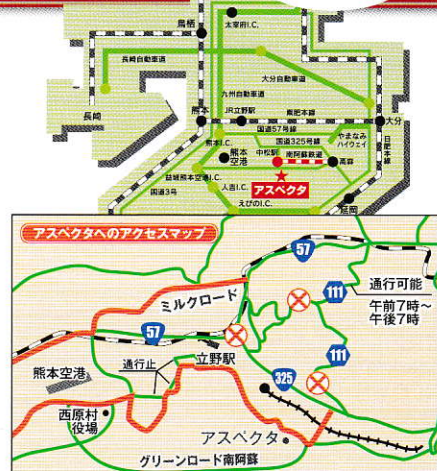 鳥栖
太宰府I.C.
長崎自動車道
大分自動車道
九州自動車道
長崎
熊本
JR立野駅
豊肥本線
大分
国道57号線
熊本I.C.
国道325号線
やまなみ
ハイウェイ
日肥本線
熊本
空港
中松駅
南阿蘇鉄道
高森
益城熊本空港I.C.
国道3号
人吉I.C.
アスペクタ
えびのI.C.
延岡
アスペクタへのアクセスマップ
57
111
通行可能
午前7時〜
午後7時
ミルクロード
57
111
熊本空港
通行止
立野駅
325
西原村
役場
アスペクタ
グリーンロード南阿蘇